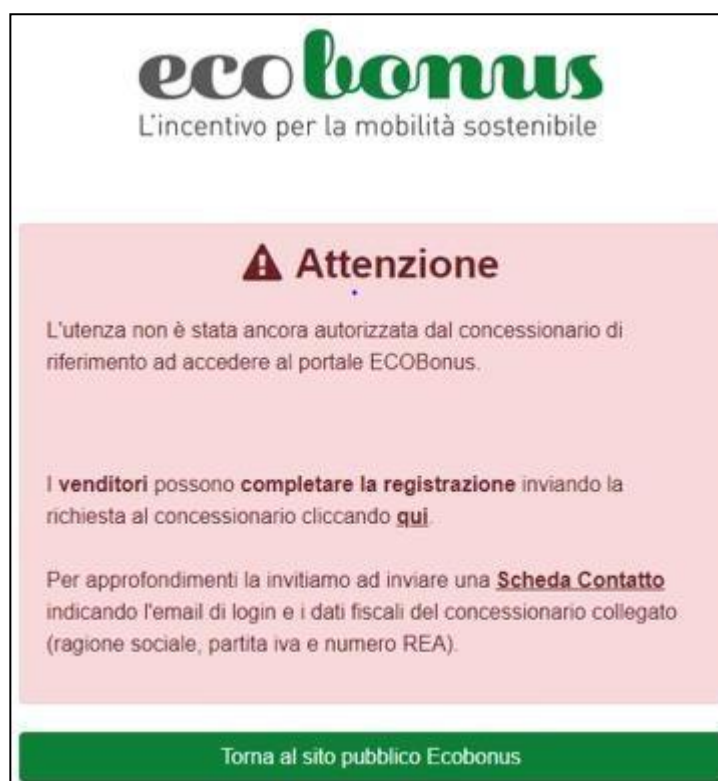 ecobonus
L'incentivo per la mobilità sostenibile
Attenzione
L'utenza non è stata ancora autorizzata dal concessionario di
riferimento ad accedere al portale ECOBonus.
I venditori possono completare la registrazione inviando la
richiesta al concessionario cliccando qui.
Per approfondimenti la invitiamo ad inviare una Scheda Contatto
indicando l'email di login e i dati fiscali del concessionario collegato
(ragione sociale, partita iva e numero REA).
Torna al sito pubblico Ecobonus